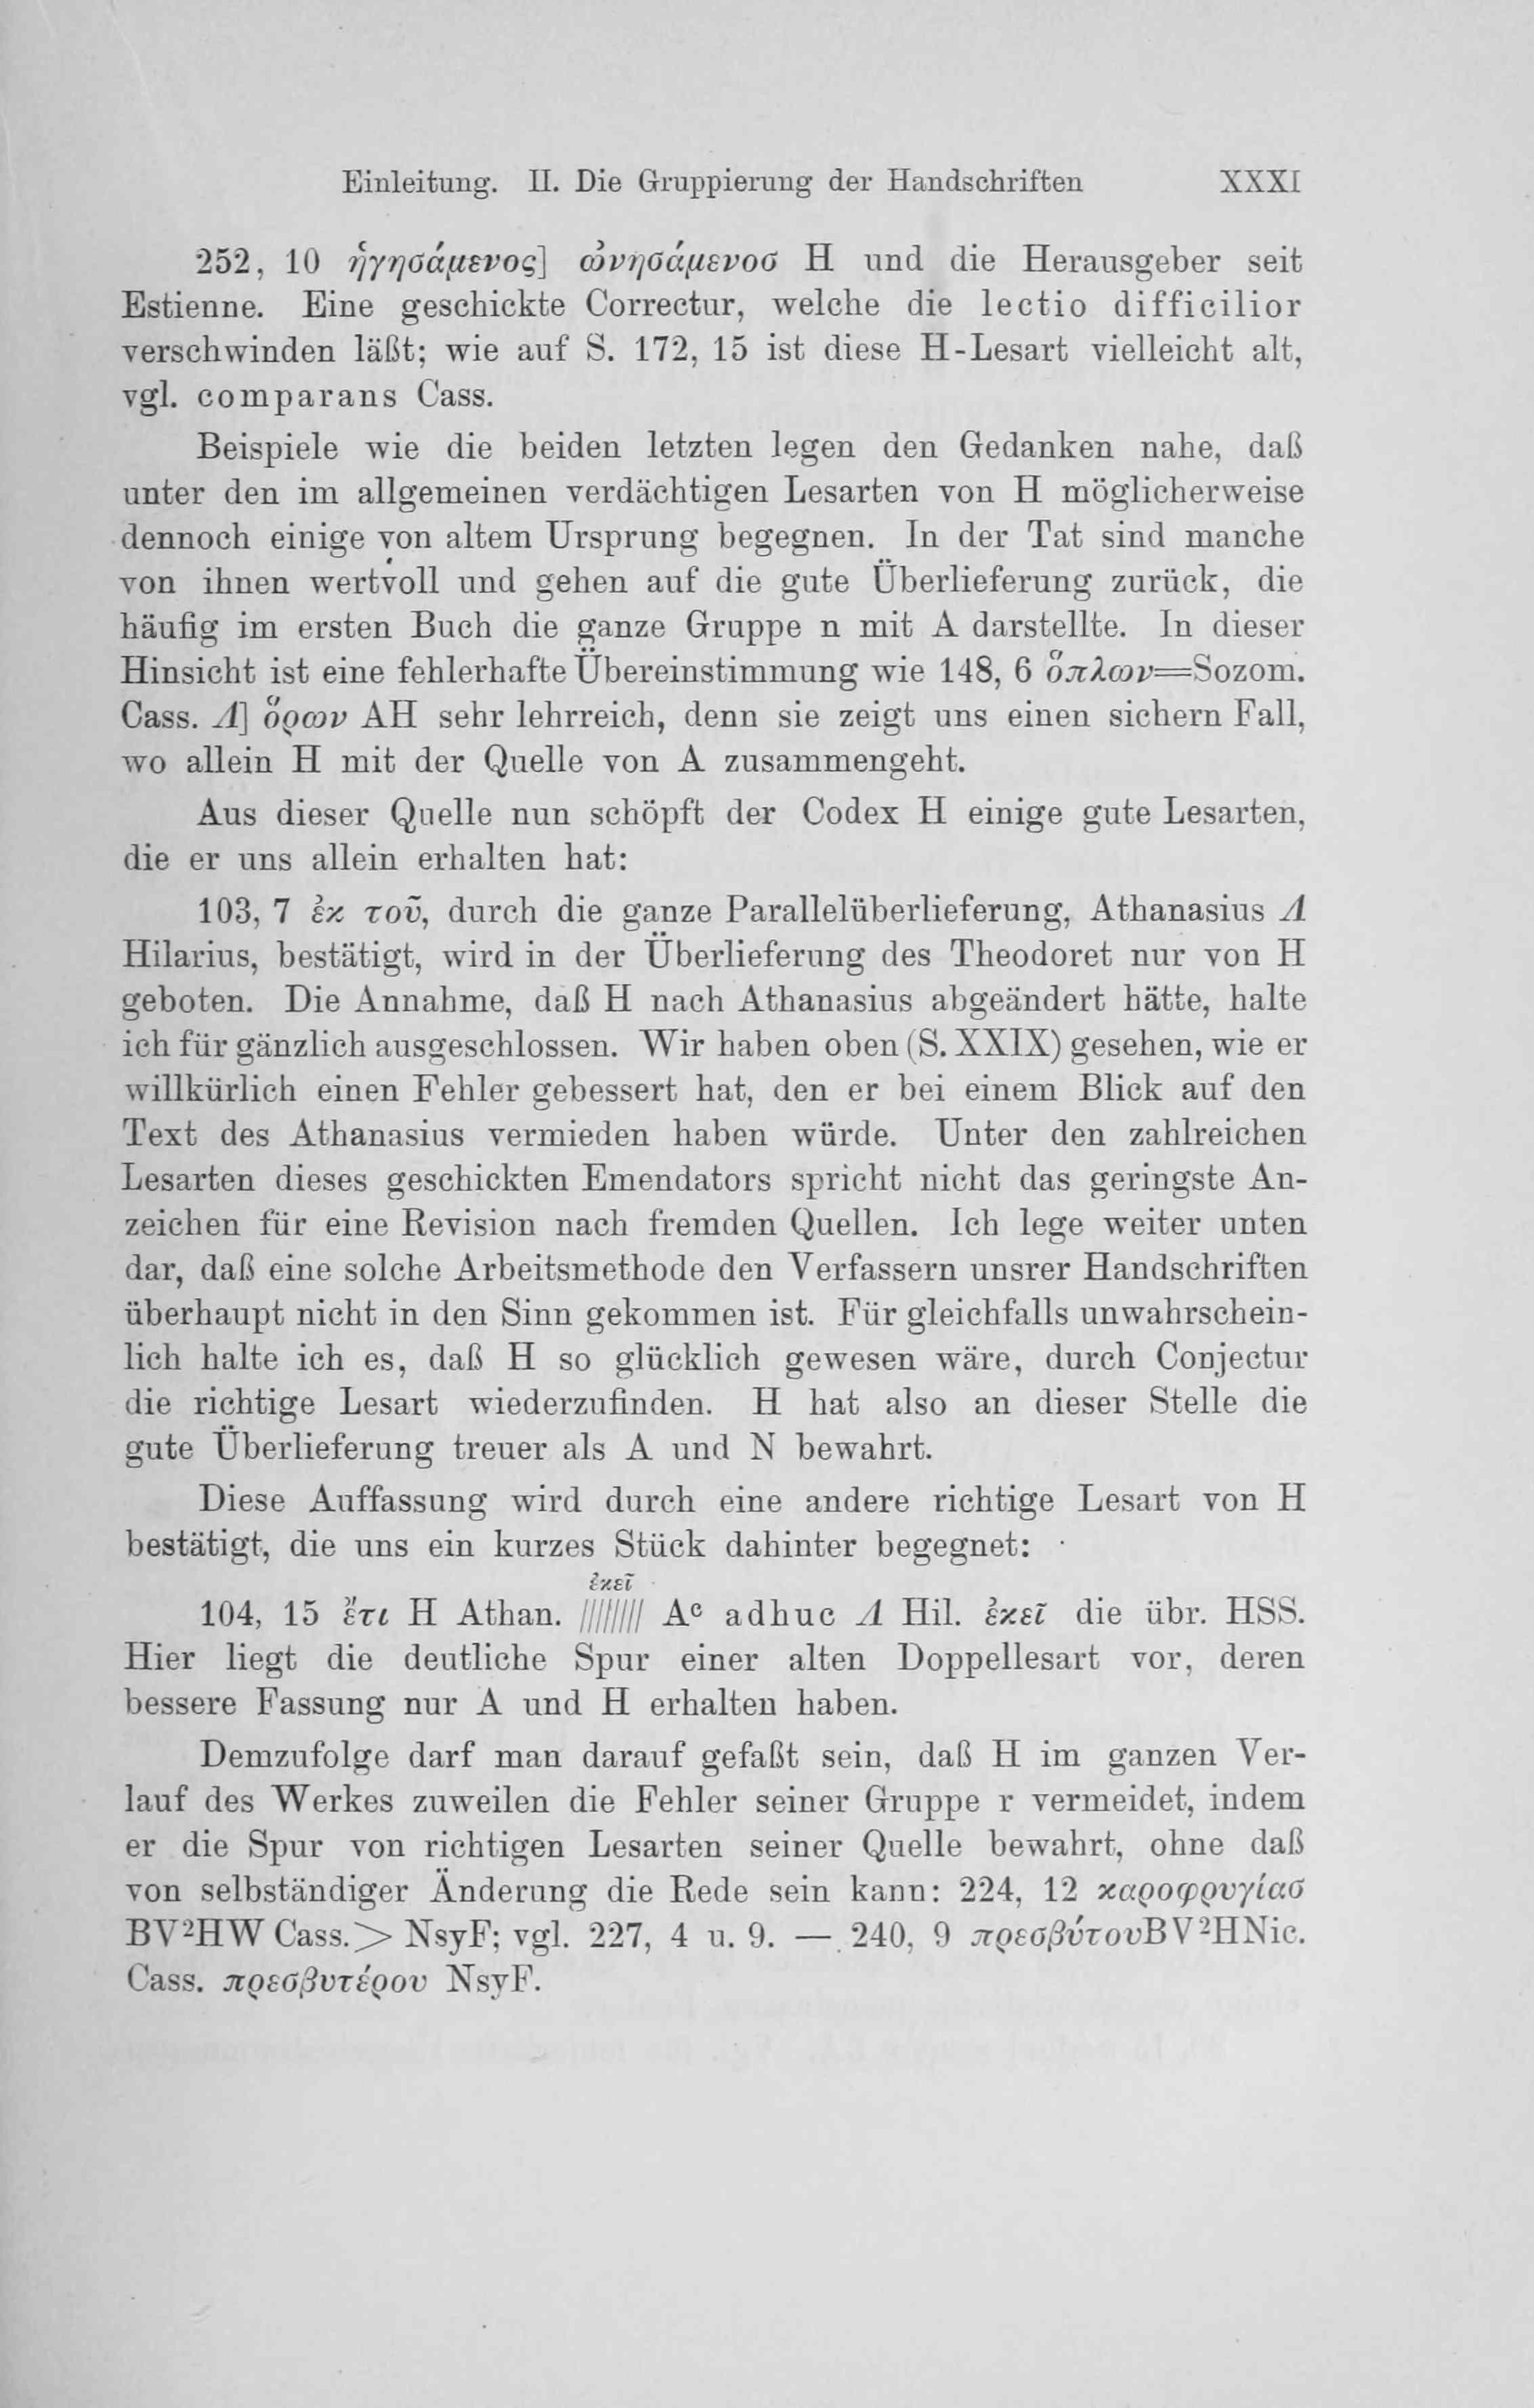 Einleitung. II. Die Gruppierung der Handschriften XXXI
252, 10 ἡγησάμενος] ὠνησάμενοσ H und die Herausgeber seit
Estienne. Eine geschickte Correctur, welche die lectio difficilior
verschwinden läßt; wie auf S. 172, 15 ist diese H-Lesart vielleicht alt,
vgl. comparans Cass.
Beispiele wie die beiden letzten legen den Gedanken nahe, daß
unter den im allgemeinen verdächtigen Lesarten von H möglicherweise
dennoch einige von altem Ursprung begegnen. In der Tat sind manche
von ihnen wertvoll und gehen auf die gute Überlieferung zurück, die
häufig im ersten Buch die ganze Gruppe n mit A darstellte. In dieser
Hinsicht ist eine fehlerhafte Übereinstimmung wie 148, 6 ὅπλων=Sozom.
Cass. Λ] ὅρων AH sehr lehrreich, denn sie zeigt uns einen sichern Fall,
wo allein H mit der Quelle von A zusammengeht.
Aus dieser Quelle nun schöpft der Codex H einige gute Lesarten,
die er uns allein erhalten hat:
103, 7 ἐκ τοῦ, durch die ganze Parallelüberlieferung, Athanasius Λ
Hilarius, bestätigt, wird in der Überlieferung des Theodoret nur von H
geboten. Die Annahme, daß H nach Athanasius abgeändert hätte, halte
ich für gänzlich ausgeschlossen. Wir haben oben (S. XXIX) gesehen, wie er
willkürlich einen Fehler gebessert hat, den er bei einem Blick auf den
Text des Athanasius vermieden haben würde. Unter den zahlreichen
Lesarten dieses geschickten Emendators spricht nicht das geringste An-
zeichen für eine Revision nach fremden Quellen. Ich lege weiter unten
dar, daß eine solche Arbeitsmethode den Verfassern unsrer Handschriften
überhaupt nicht in den Sinn gekommen ist. Für gleichfalls unwahrschein-
lich halte ich es, daß H so glücklich gewesen wäre, durch Conjectur
die richtige Lesart wiederzufinden. H hat also an dieser Stelle die
gute Überlieferung treuer als A und N bewahrt.
Diese Auffassung wird durch eine andere richtige Lesart von H
bestätigt, die uns ein kurzes Stück dahinter begegnet:
ἐκεῖ
104, 15 ἔτι H Athan. //////// Aᶜ adhuc Λ Hil. ἐκεῖ die übr. HSS.
Hier liegt die deutliche Spur einer alten Doppellesart vor, deren
bessere Fassung nur A und H erhalten haben.
Demzufolge darf man darauf gefaßt sein, daß H im ganzen Ver-
lauf des Werkes zuweilen die Fehler seiner Gruppe r vermeidet, indem
er die Spur von richtigen Lesarten seiner Quelle bewahrt, ohne daß
von selbständiger Änderung die Rede sein kann: 224, 12 καροφρυγίασ
BV²HW Cass. > NsyF; vgl. 227, 4 u. 9. — 240, 9 πρεσβύτουBV²HNic.
Cass. πρεσβυτέρου NsyF.